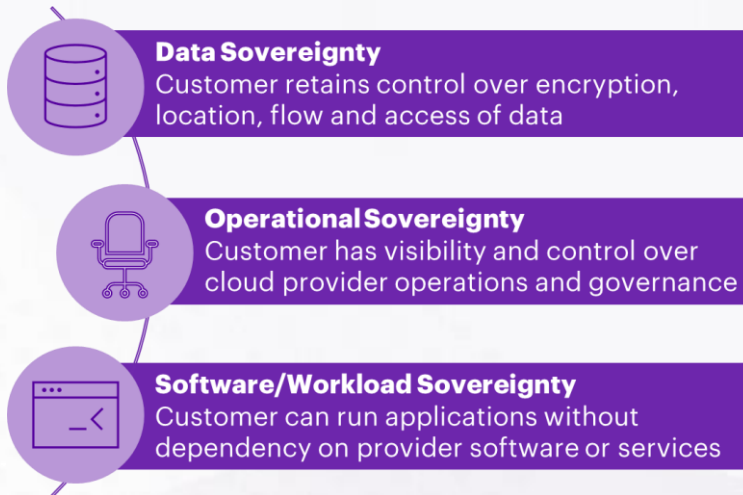 Data Sovereignty
Customer retains control over encryption,
location, flow and access of data
Operational Sovereignty
Customer has visibility and control over
cloud provider operations and governance
Software/Workload Sovereignty
Customer can run applications without
dependency on provider software or services